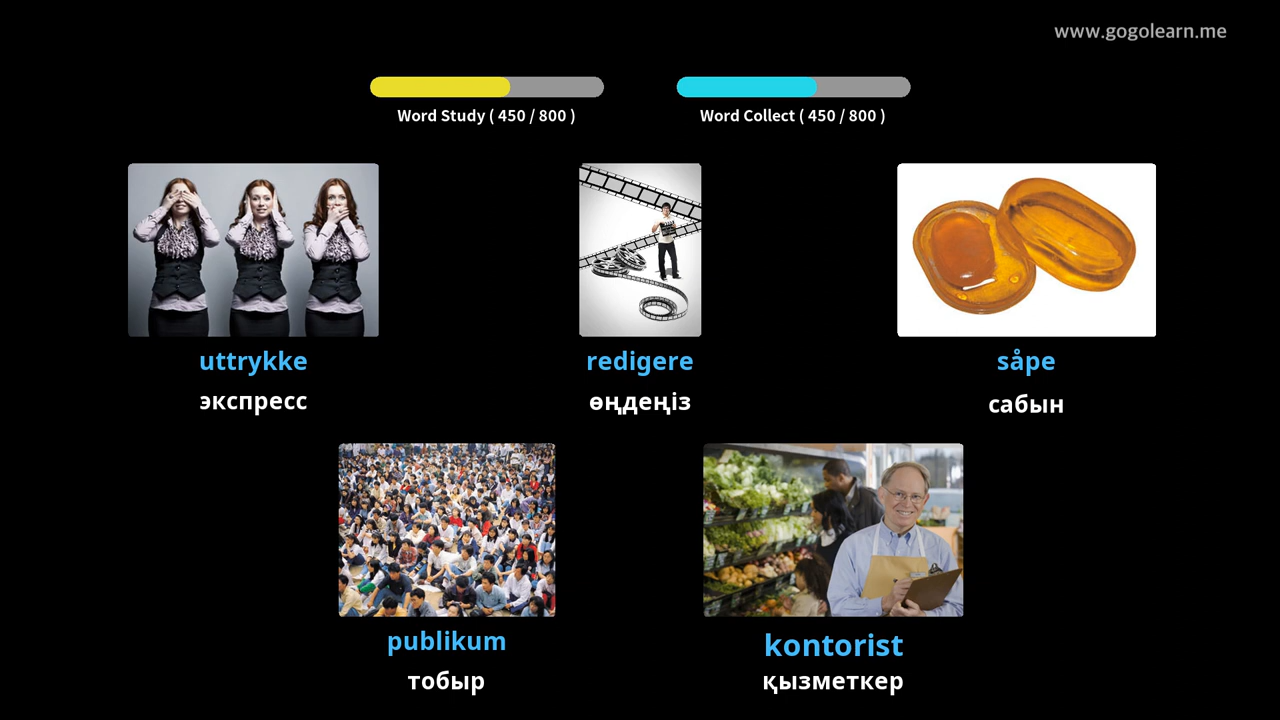 www.gogolearn.me
Word Study ( 450 / 800 )
Word Collect ( 450 / 800 )
uttrykke
экспресс
redigere
өңдеңіз
såpe
сабын
publikum
тобыр
kontorist
қызметкер